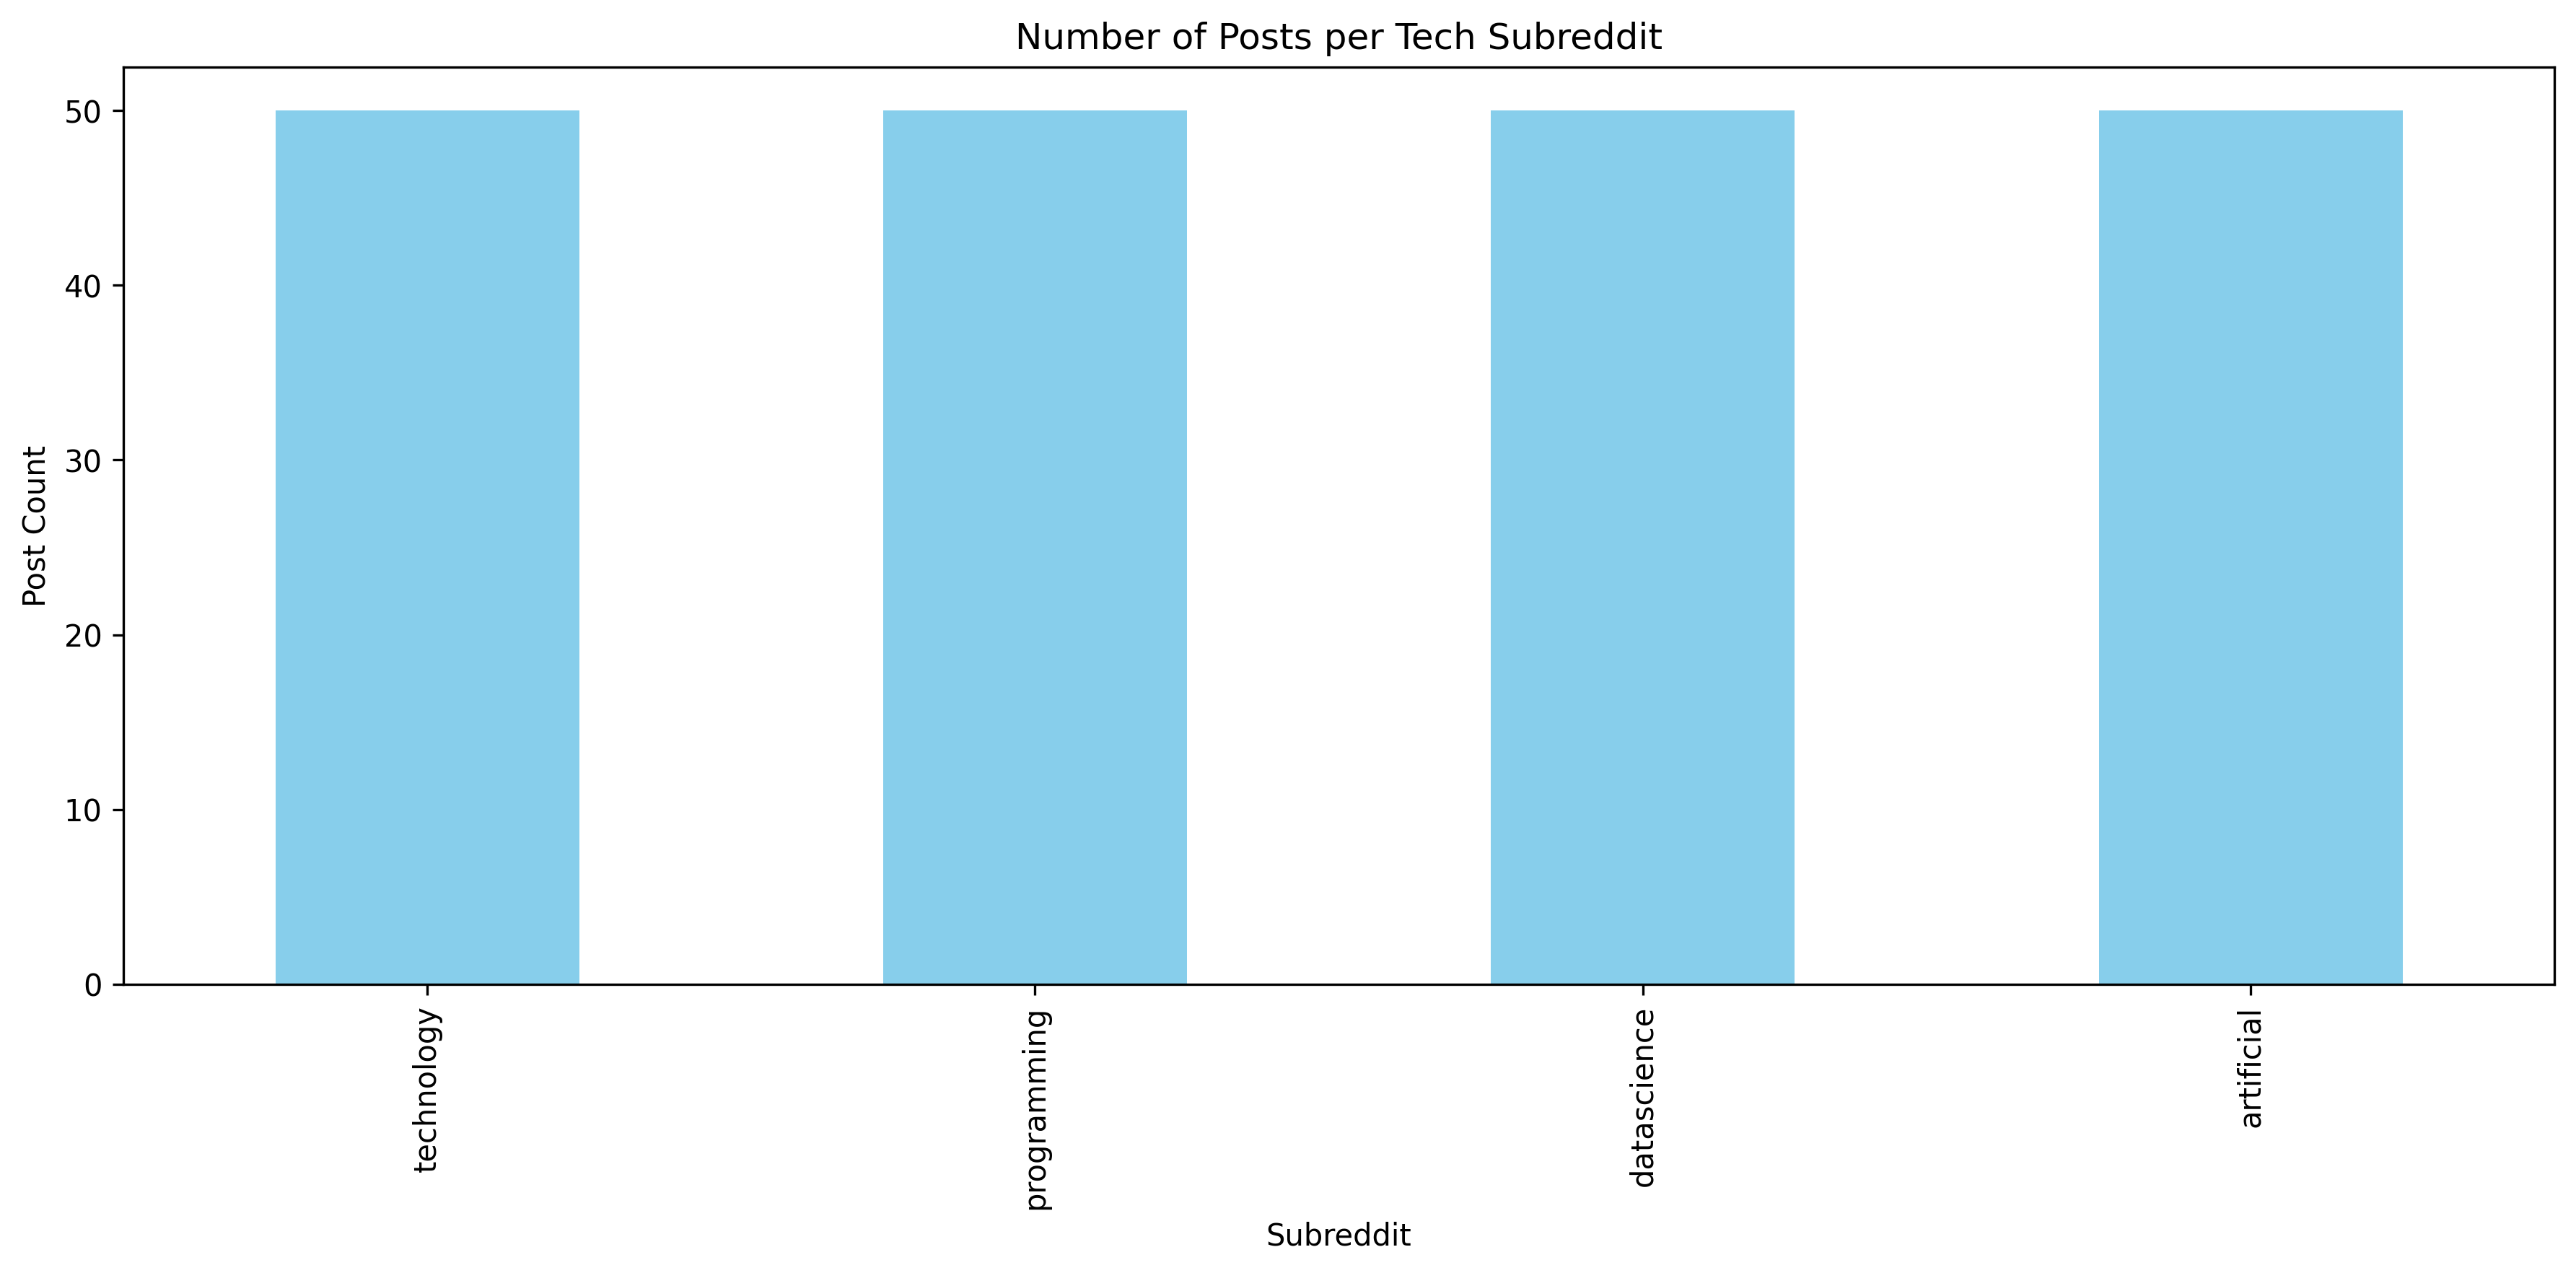 Number of Posts per Tech Subreddit
50
40
30
20
10
0
Post Count
technology
programming
datascience
artificial
Subreddit